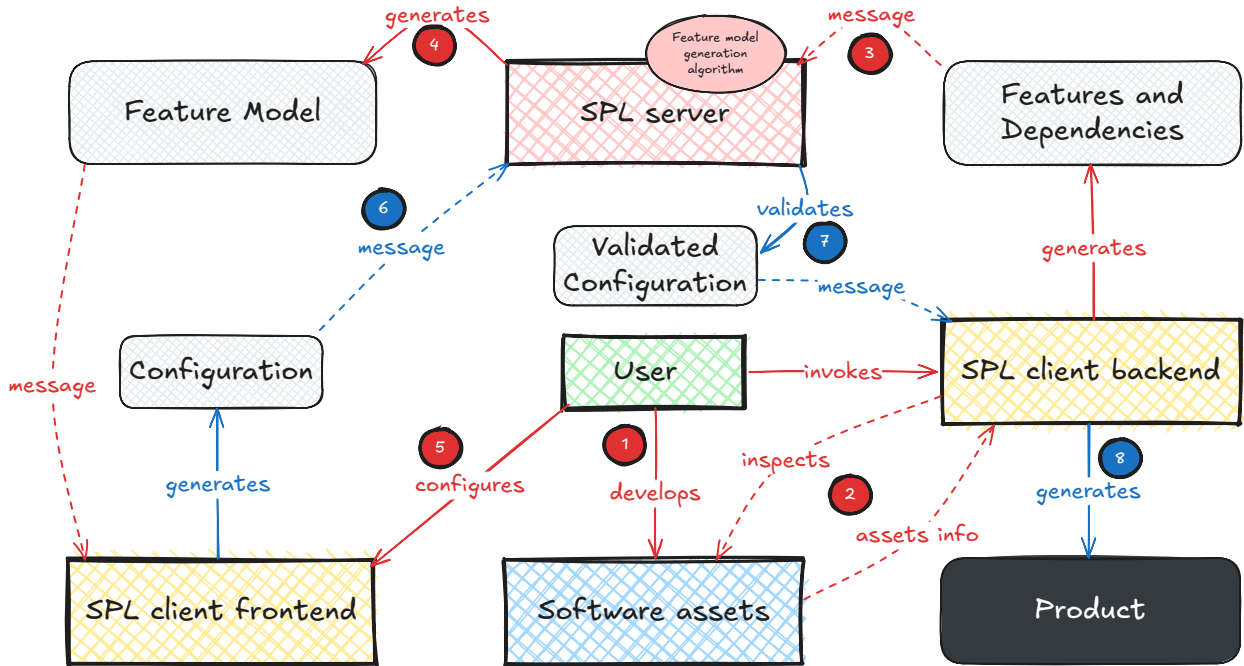 generates
4
message
3
Feature model
generation
algorithm
Feature Model
SPL server
Features and
Dependencies
6
message
validates
7
Validated
Configuration
message
generates
message
Configuration
User
invokes
SPL client backend
5
configures
1
develops
inspects
2
assets info
8
generates
generates
SPL client frontend
Software assets
Product